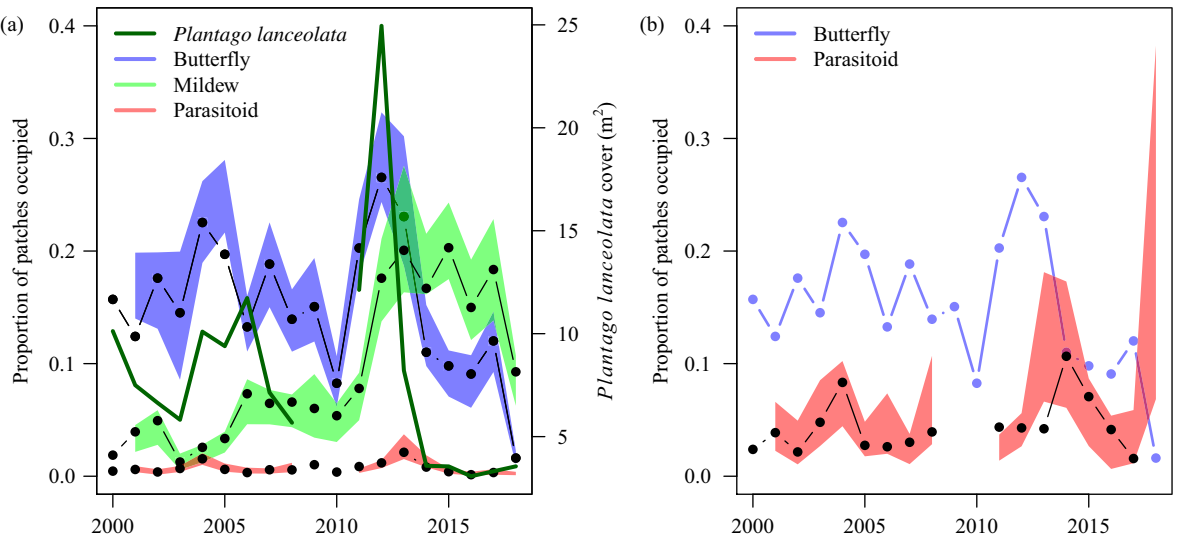 (a)
Plantago lanceolata
Butterfly
Mildew
Parasitoid
Proportion of patches occupied
0.4
0.3
0.2
0.1
0.0
2000
2005
2010
2015
25
20
15
10
5
Plantago lanceolata cover (m²)
(b)
Butterfly
Parasitoid
Proportion of patches occupied
0.4
0.3
0.2
0.1
0.0
2000
2005
2010
2015